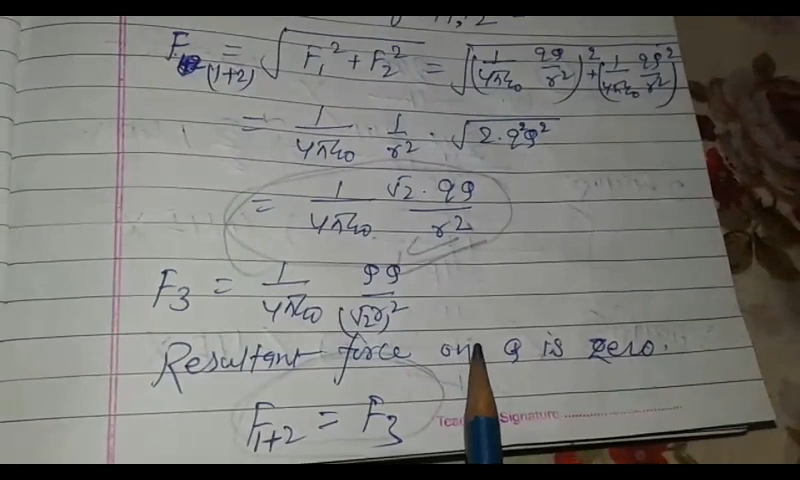 F(1+2) = √F₁² + F₂² = √(1/4πε₀ qQ/r²)² + (1/4πε₀ qQ/r²)²
= 1/4πε₀ · 1/r² · √2·q²Q²
= 1/4πε₀ √2·qQ/r²
F₃ = 1/4πε₀ QQ/(√2r)²
Resultant force on Q is zero.
F₁₊₂ = F₃
Signature